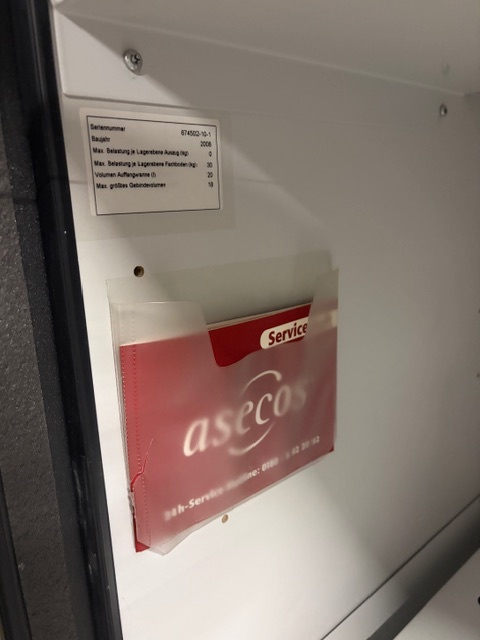 Seriennummer 674502-10-1
Baujahr 2006
Max. Belastung je Lagerebene Auszug (kg): 0
Max. Belastung je Lagerebene Fachboden (kg): 30
Volumen Auffangwanne (l) 20
Max. größtes Gebindevolumen 18
Service
asecos
24h-Service Hotline: